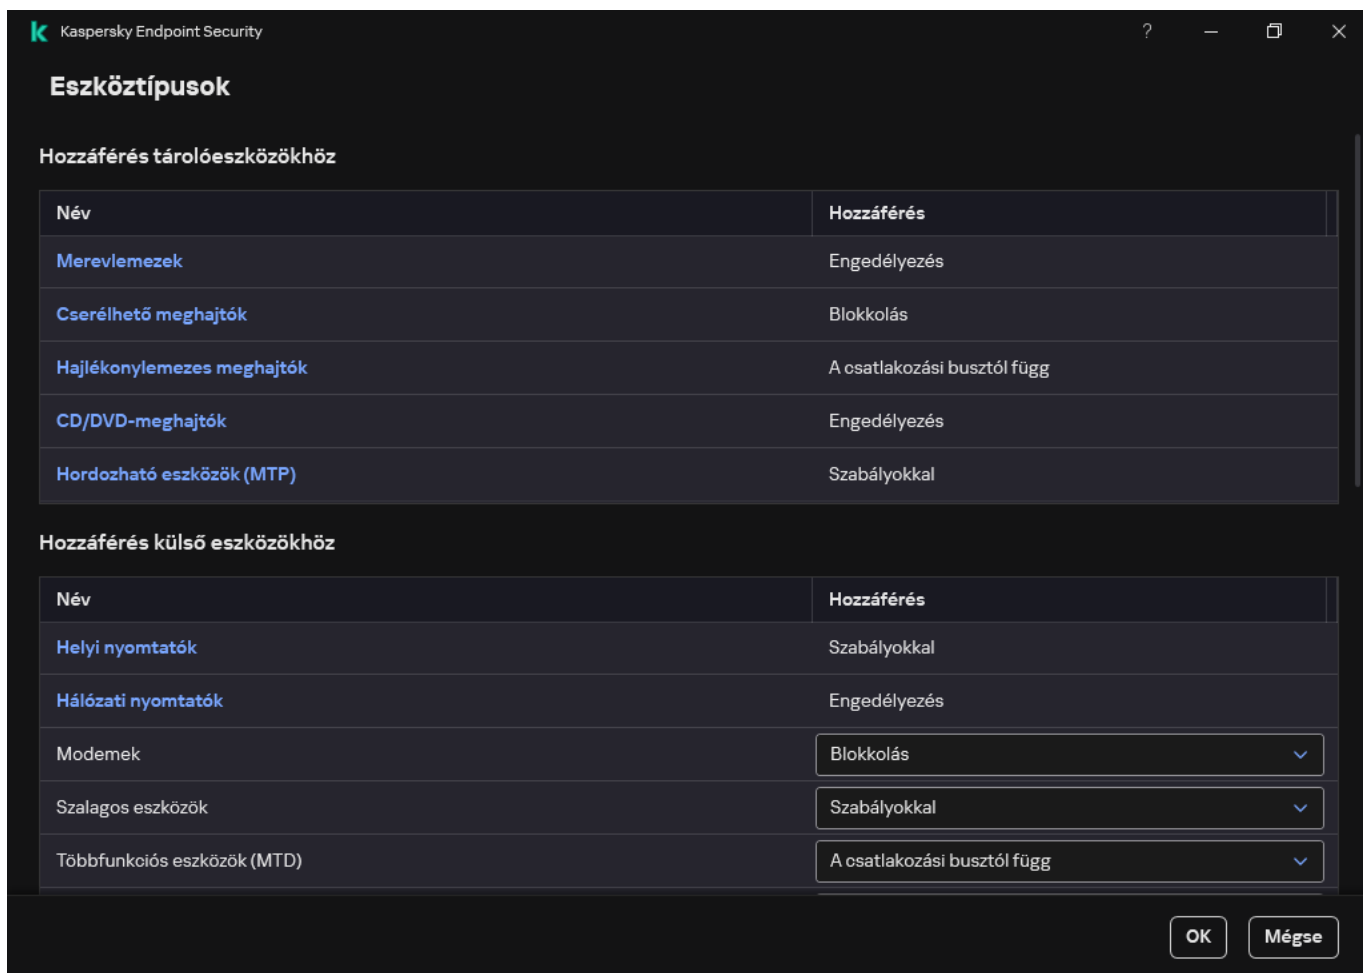 Kaspersky Endpoint Security
?
Eszköztípusok
Hozzáférés tárolóeszközökhöz
Név Hozzáférés
Merevlemezek Engedélyezés
Cserélhető meghajtók Blokkolás
Hajlékonylemezes meghajtók A csatlakozási busztól függ
CD/DVD-meghajtók Engedélyezés
Hordozható eszközök (MTP) Szabályokkal
Hozzáférés külső eszközökhöz
Név Hozzáférés
Helyi nyomtatók Szabályokkal
Hálózati nyomtatók Engedélyezés
Modemek Blokkolás
Szalagos eszközök Szabályokkal
Többfunkciós eszközök (MTD) A csatlakozási busztól függ
OK Mégse